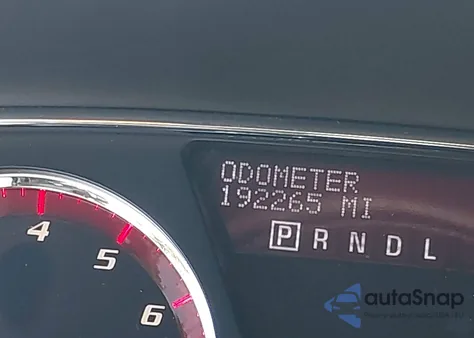 ODOMETER
192265 MI
P R N D L
4
5
6
autoSnap